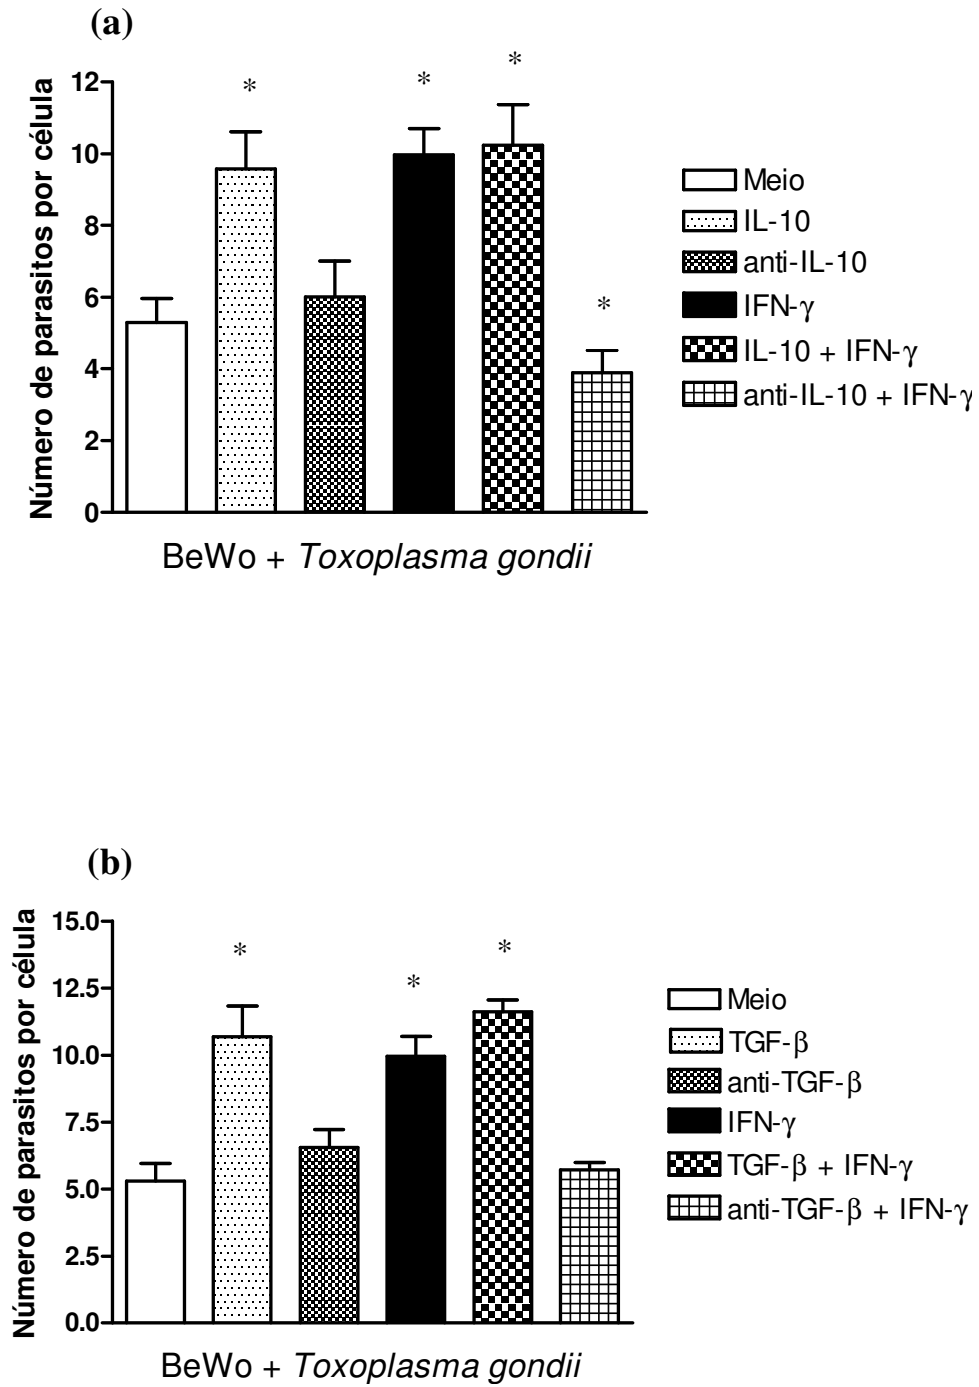 (a)
Número de parasitos por célula
12
10
8
6
4
2
0
*
*
*
*
BeWo + Toxoplasma gondii
Meio
IL-10
anti-IL-10
IFN-γ
IL-10 + IFN-γ
anti-IL-10 + IFN-γ
(b)
Número de parasitos por célula
15.0
12.5
10.0
7.5
5.0
2.5
0.0
*
*
*
BeWo + Toxoplasma gondii
Meio
TGF-β
anti-TGF-β
IFN-γ
TGF-β + IFN-γ
anti-TGF-β + IFN-γ